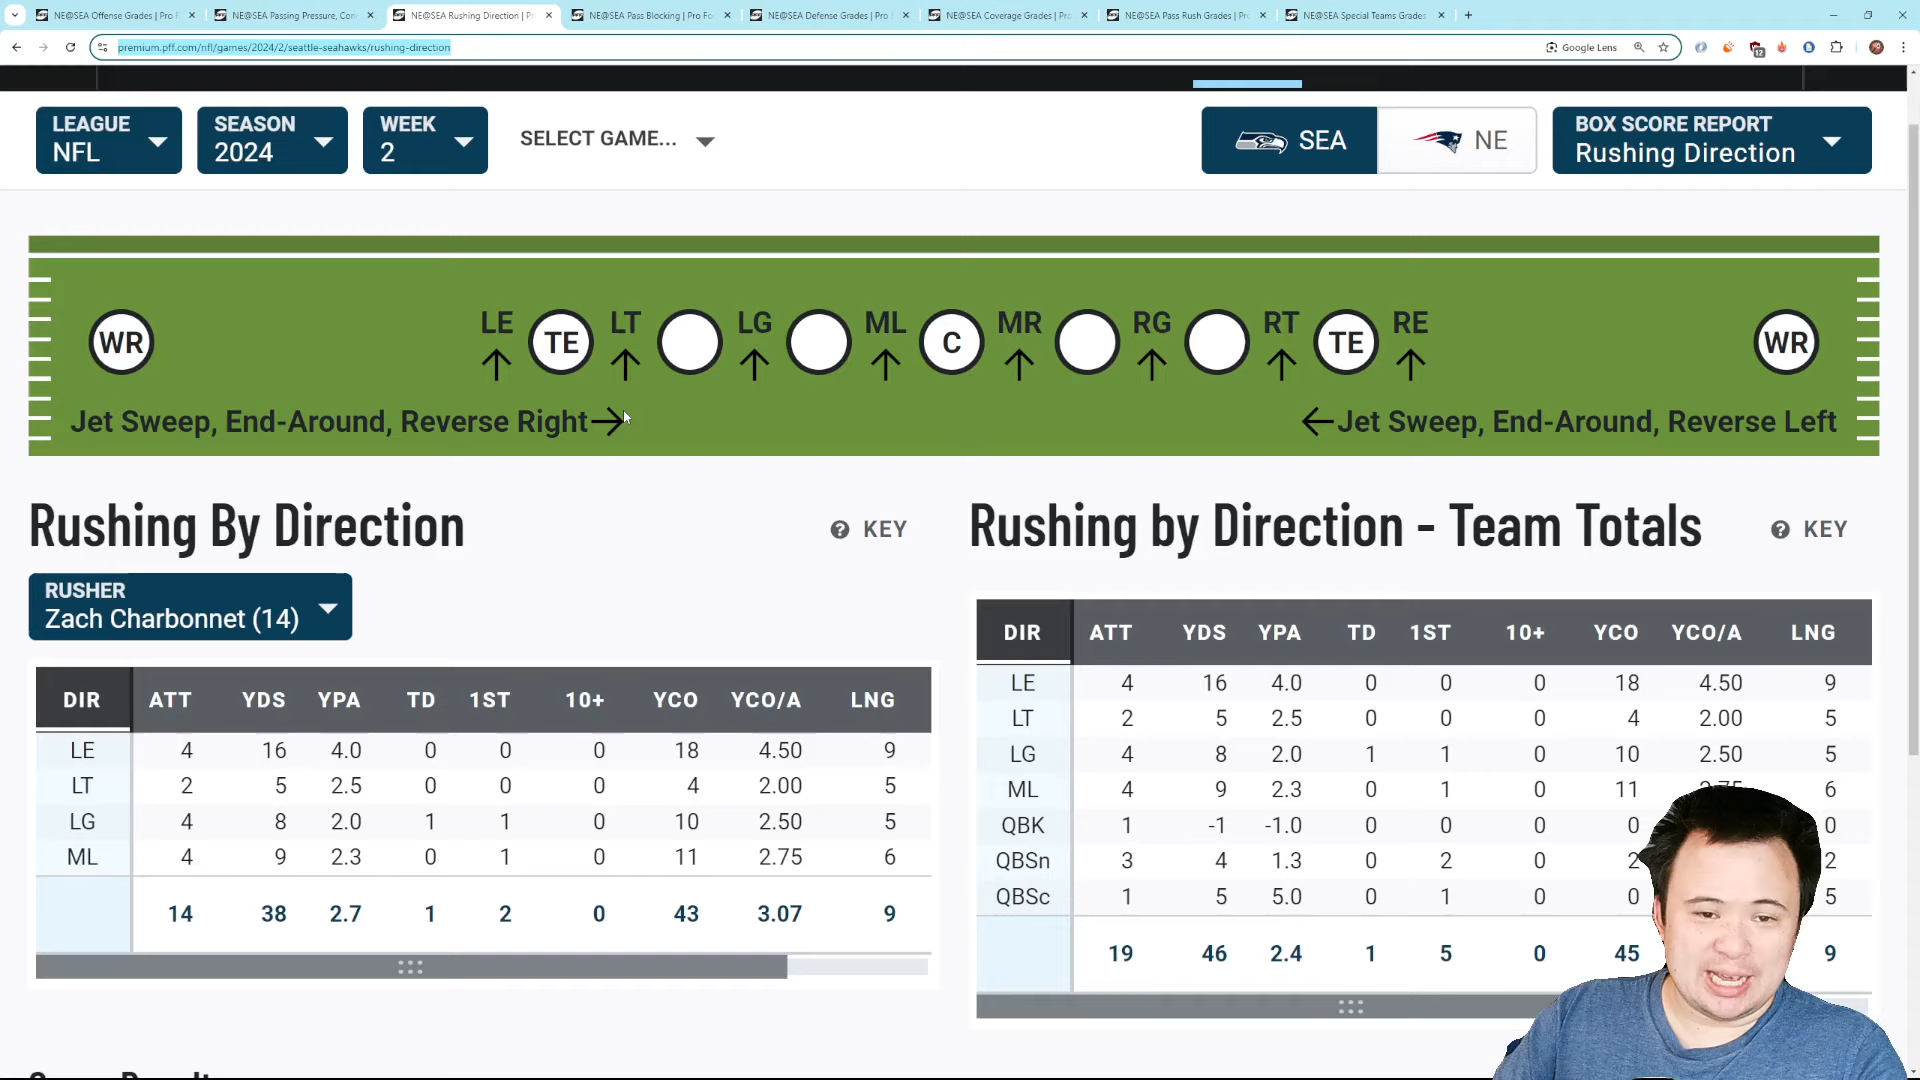 NE@SEA Offense Grades | Pro F
NE@SEA Passing Pressure, Con
NE@SEA Rushing Direction | P
NE@SEA Pass Blocking | Pro Fo
NE@SEA Defense Grades | Pro
NE@SEA Coverage Grades | Pro
NE@SEA Pass Rush Grades | Pro
NE@SEA Special Teams Grades
premium.pff.com/nfl/games/2024/2/seattle-seahawks/rushing-direction
Google Lens
12
LEAGUE
NFL
SEASON
2024
WEEK
2
SELECT GAME...
SEA
NE
BOX SCORE REPORT
Rushing Direction
LE LT LG ML MR RG RT RE
WR TE C TE WR
Jet Sweep, End-Around, Reverse Right
Jet Sweep, End-Around, Reverse Left
Rushing By Direction
KEY
RUSHER
Zach Charbonnet (14)
DIR ATT YDS YPA TD 1ST 10+ YCO YCO/A LNG
LE 4 16 4.0 0 0 0 18 4.50 9
LT 2 5 2.5 0 0 0 4 2.00 5
LG 4 8 2.0 1 1 0 10 2.50 5
ML 4 9 2.3 0 1 0 11 2.75 6
14 38 2.7 1 2 0 43 3.07 9
Rushing by Direction - Team Totals
KEY
DIR ATT YDS YPA TD 1ST 10+ YCO YCO/A LNG
LE 4 16 4.0 0 0 0 18 4.50 9
LT 2 5 2.5 0 0 0 4 2.00 5
LG 4 8 2.0 1 1 0 10 2.50 5
ML 4 9 2.3 0 1 0 11 6
QBK 1 -1 -1.0 0 0 0 0 0
QBSn 3 4 1.3 0 2 0 2 2
QBSc 1 5 5.0 0 1 0 0 5
19 46 2.4 1 5 0 45 9